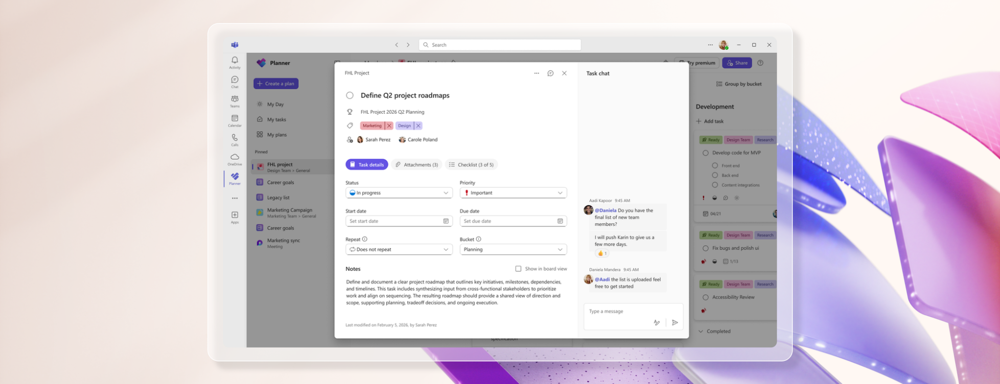 Search
Activity
Chat
Teams
Calendar
Calls
OneDrive
Planner
Apps
Planner
Create a plan
My Day
My tasks
My plans
Pinned
FHL project
Design Team > General
Career goals
Legacy list
Marketing Campaign
Marketing Team > General
Career goals
Marketing sync
Meeting
Try premium
Share
Group by bucket
FHL Project
Define Q2 project roadmaps
FHL Project 2026 Q2 Planning
Marketing
Design
Sarah Perez
Carole Poland
Task details
Attachments (3)
Checklist (3 of 5)
Status
Priority
In progress
Important
Start date
Due date
Set start date
Set due date
Repeat
Bucket
Does not repeat
Planning
Notes
Show in board view
Define and document a clear project roadmap that outlines key initiatives, milestones, dependencies,
and timelines. This task includes synthesizing input from cross-functional stakeholders to prioritize
work and align on sequencing. The resulting roadmap should provide a shared view of direction and
scope, supporting planning, tradeoff decisions, and ongoing execution.
Last modified on February 5, 2026, by Sarah Perez
Task chat
Aadi Kapoor 9:45 AM
@Daniela Do you have the
final list of new team
members?
I will push Karin to give us a
few more days.
1
Daniela Mandera 9:45 AM
@Aadi the list is uploaded feel
free to get started
Type a message
Development
Add task
Ready
Design Team
Research
Develop code for MVP
Front end
Back end
Content integrations
04/21
Ready
Design Team
Research
Fix bugs and polish ui
1/13
Ready
Design Team
Research
Accessibility Review
Completed
specification